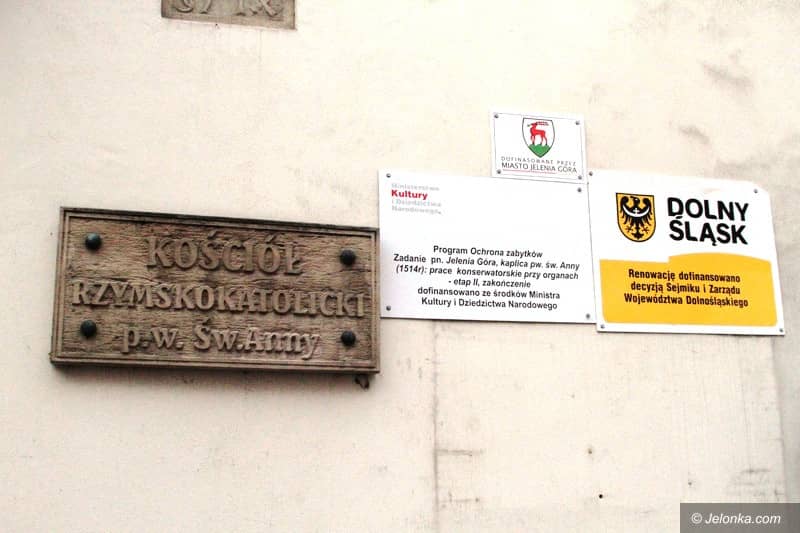 KOŚCIÓŁ
RZYMSKOKATOLICKI
p.w. Św.Anny
Ministerstwo
Kultury
i Dziedzictwa
Narodowego
Program Ochrona zabytków
Zadanie pn. Jelenia Góra, kaplica pw. św. Anny
(1514r): prace konserwatorskie przy organach
- etap II, zakończenie
dofinansowano ze środków Ministra
Kultury i Dziedzictwa Narodowego
DOFINASOWANE PRZEZ
MIASTO JELENIA GÓRA
DOLNY
ŚLĄSK
Renowację dofinansowano
decyzją Sejmiku i Zarządu
Województwa Dolnośląskiego
© Jelonka.com